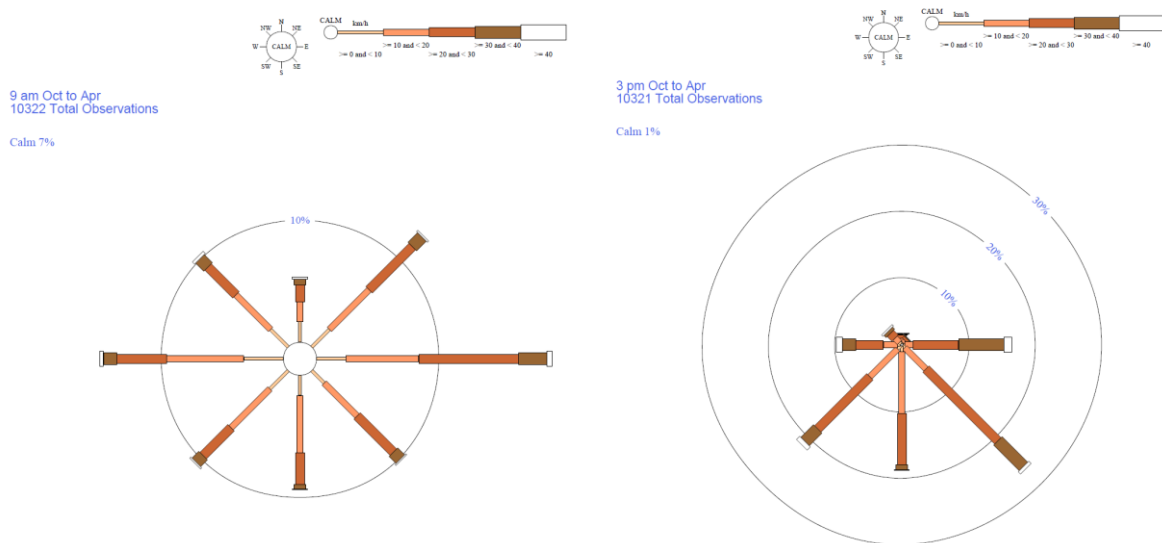 N
NW NE
W CALM E
SW SE
S
CALM km/h
>= 10 and < 20 >= 30 and < 40
>= 0 and < 10 >= 20 and < 30 >= 40
9 am Oct to Apr
10322 Total Observations
Calm 7%
10%
N
NW NE
W CALM E
SW SE
S
CALM km/h
>= 10 and < 20 >= 30 and < 40
>= 0 and < 10 >= 20 and < 30 >= 40
3 pm Oct to Apr
10321 Total Observations
Calm 1%
30%
20%
10%